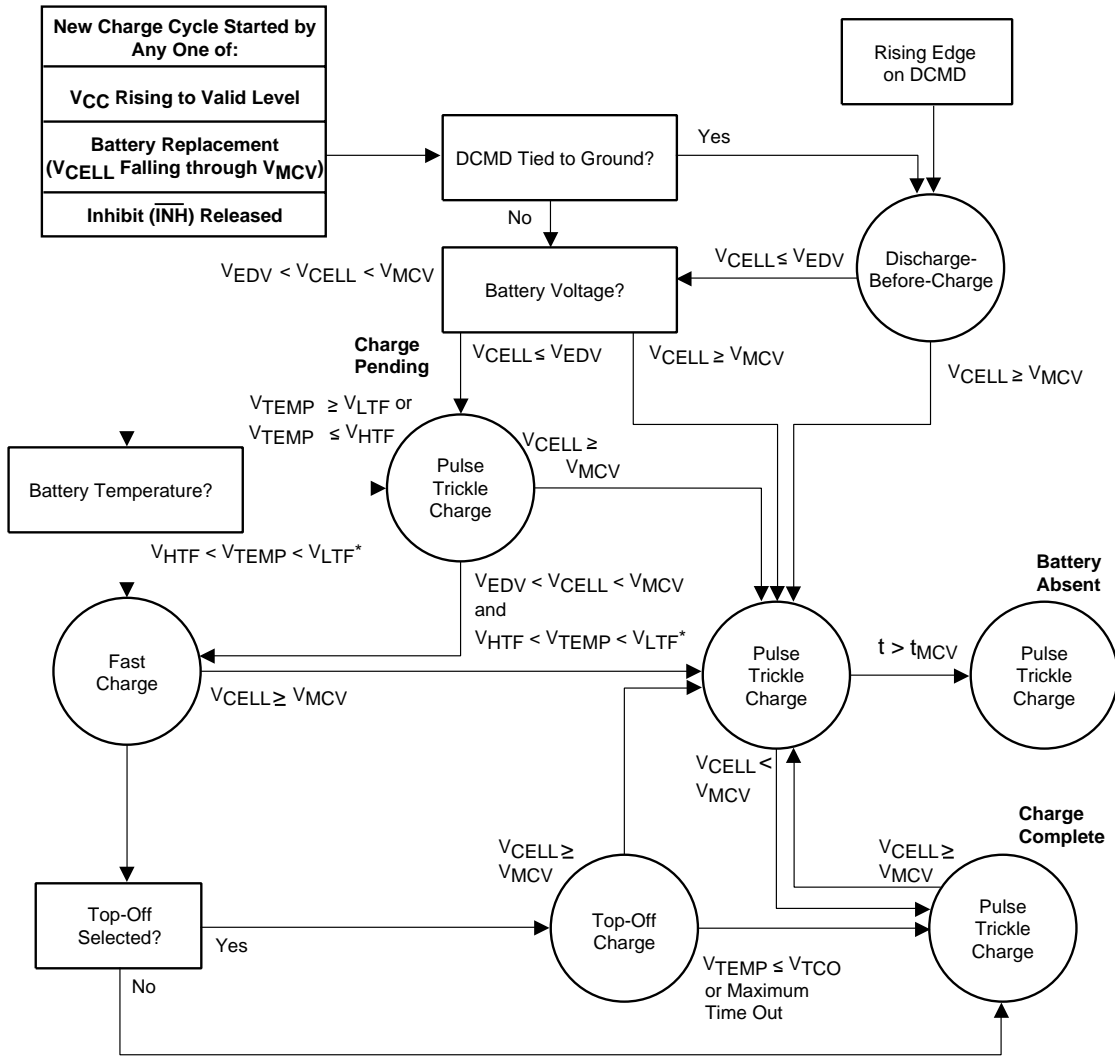 New Charge Cycle Started by
Any One of:
VCC Rising to Valid Level
Battery Replacement
(VCELL Falling through VMCV)
Inhibit (INH) Released
Rising Edge
on DCMD
DCMD Tied to Ground?
Yes
No
VEDV < VCELL < VMCV
Battery Voltage?
VCELL ≤ VEDV
Discharge-
Before-Charge
Charge
Pending
VCELL ≤ VEDV
VCELL ≥ VMCV
VCELL ≥ VMCV
VTEMP ≥ VLTF or
VTEMP ≤ VHTF
Battery Temperature?
Pulse
Trickle
Charge
VCELL ≥
VMCV
VHTF < VTEMP < VLTF*
VEDV < VCELL < VMCV
and
VHTF < VTEMP < VLTF*
Battery
Absent
Fast
Charge
VCELL ≥ VMCV
Pulse
Trickle
Charge
t > tMCV
Pulse
Trickle
Charge
VCELL <
VMCV
Charge
Complete
VCELL ≥
VMCV
VCELL ≥
VMCV
Top-Off
Selected?
Yes
Top-Off
Charge
Pulse
Trickle
Charge
No
VTEMP ≤ VTCO
or Maximum
Time Out